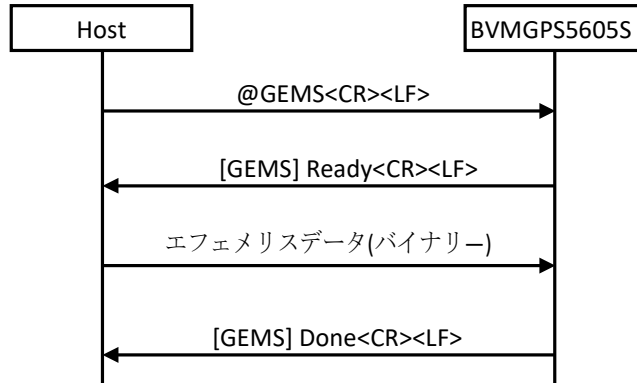 Host
BVMGPS5605S
@GEMS<CR><LF>
[GEMS] Ready<CR><LF>
エフェメリスデータ(バイナリー)
[GEMS] Done<CR><LF>